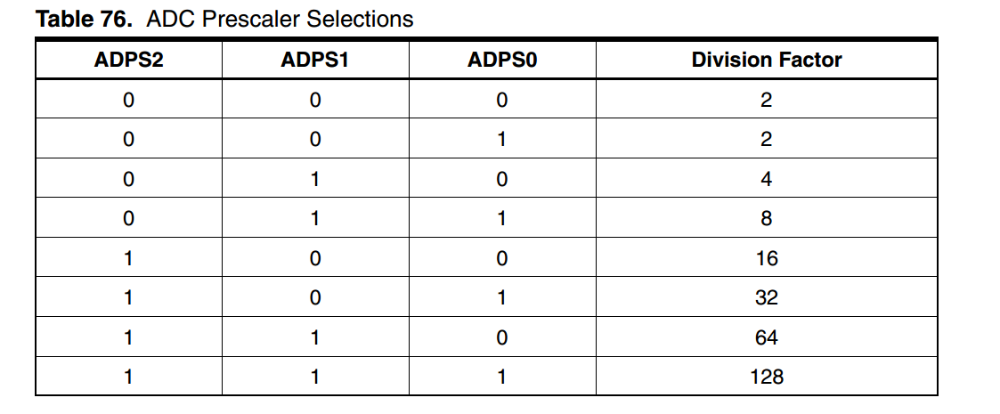 Table 76. ADC Prescaler Selections
ADPS2 ADPS1 ADPS0 Division Factor
0 0 0 2
0 0 1 2
0 1 0 4
0 1 1 8
1 0 0 16
1 0 1 32
1 1 0 64
1 1 1 128